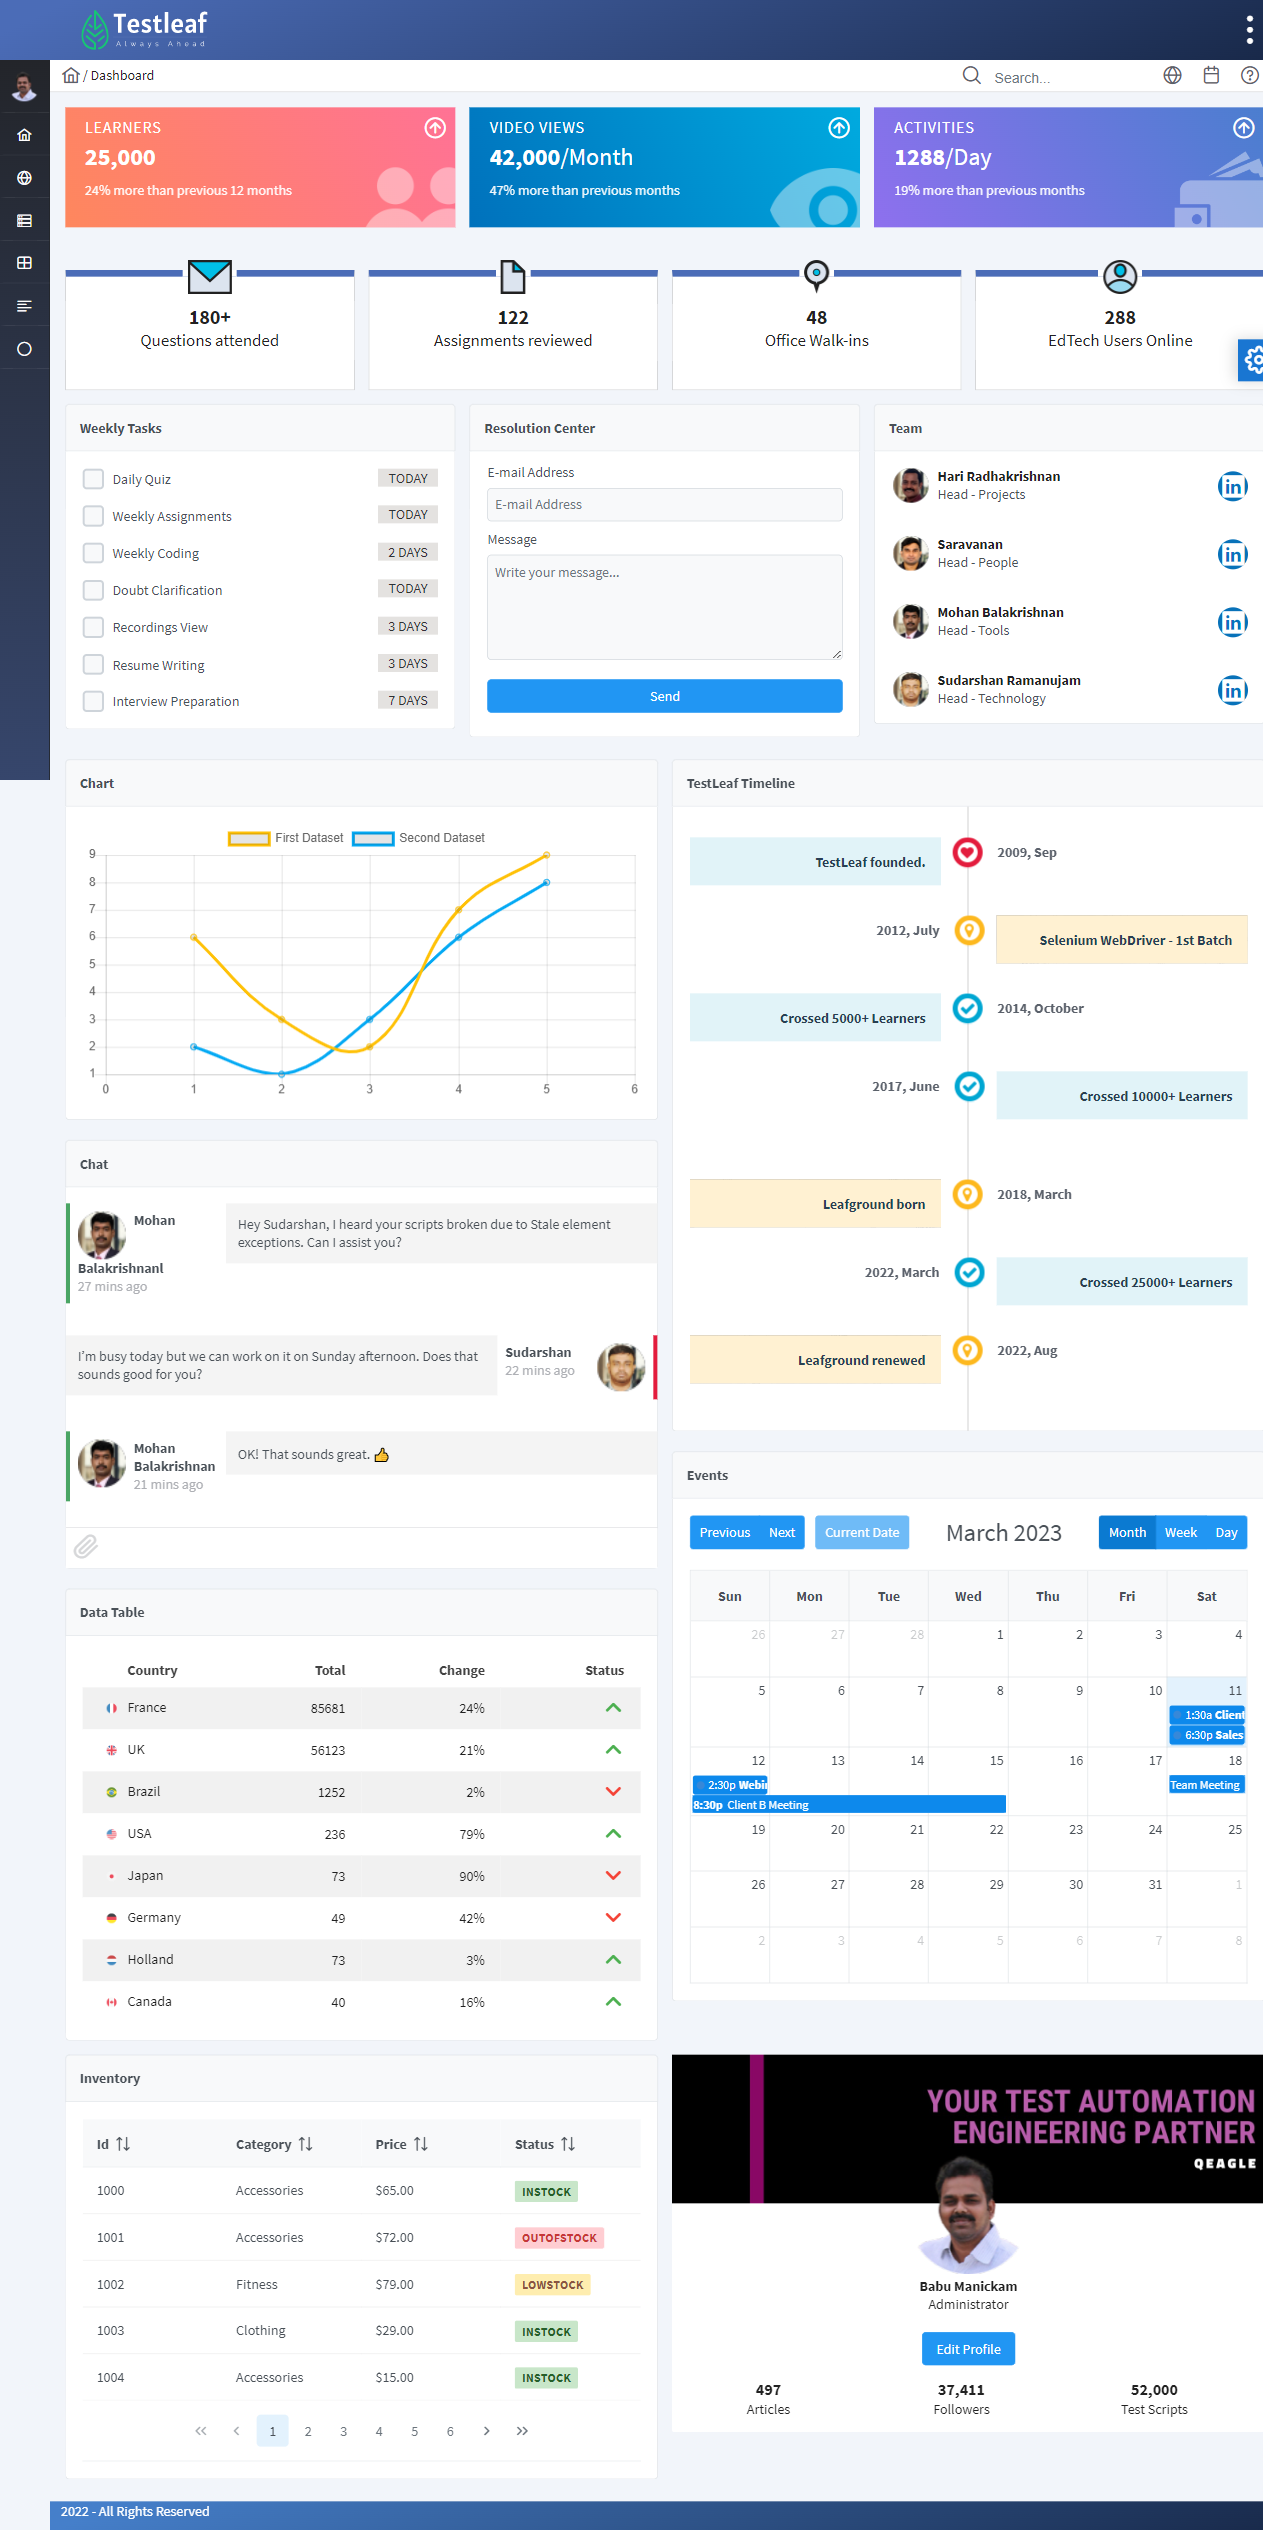 Testleaf
Always Ahead
/ Dashboard
Search...
LEARNERS
25,000
24% more than previous 12 months
VIDEO VIEWS
42,000/Month
47% more than previous months
ACTIVITIES
1288/Day
19% more than previous months
180+
Questions attended
122
Assignments reviewed
48
Office Walk-ins
288
EdTech Users Online
Weekly Tasks
Daily Quiz TODAY
Weekly Assignments TODAY
Weekly Coding 2 DAYS
Doubt Clarification TODAY
Recordings View 3 DAYS
Resume Writing 3 DAYS
Interview Preparation 7 DAYS
Resolution Center
E-mail Address
E-mail Address
Message
Write your message...
Send
Team
Hari Radhakrishnan
Head - Projects
in
Saravanan
Head - People
in
Mohan Balakrishnan
Head - Tools
in
Sudarshan Ramanujam
Head - Technology
in
Chart
First Dataset Second Dataset
9
8
7
6
5
4
3
2
1
0 1 2 3 4 5 6
TestLeaf Timeline
TestLeaf founded. 2009, Sep
2012, July Selenium WebDriver - 1st Batch
Crossed 5000+ Learners 2014, October
2017, June Crossed 10000+ Learners
Leafground born 2018, March
2022, March Crossed 25000+ Learners
Leafground renewed 2022, Aug
Chat
Mohan
Balakrishnanl
27 mins ago
Hey Sudarshan, I heard your scripts broken due to Stale element
exceptions. Can I assist you?
I'm busy today but we can work on it on Sunday afternoon. Does that
sounds good for you?
Sudarshan
22 mins ago
Mohan
Balakrishnan
21 mins ago
OK! That sounds great. 👍
Events
Previous Next Current Date March 2023 Month Week Day
Sun Mon Tue Wed Thu Fri Sat
26 27 28 1 2 3 4
5 6 7 8 9 10 11
1:30a Client
6:30p Sales
12 13 14 15 16 17 18
2:30p Webi Team Meeting
8:30p Client B Meeting
19 20 21 22 23 24 25
26 27 28 29 30 31 1
2 3 4 5 6 7 8
Data Table
Country Total Change Status
France 85681 24%
UK 56123 21%
Brazil 1252 2%
USA 236 79%
Japan 73 90%
Germany 49 42%
Holland 73 3%
Canada 40 16%
Inventory
Id Category Price Status
1000 Accessories $65.00 INSTOCK
1001 Accessories $72.00 OUTOFSTOCK
1002 Fitness $79.00 LOWSTOCK
1003 Clothing $29.00 INSTOCK
1004 Accessories $15.00 INSTOCK
1 2 3 4 5 6
YOUR TEST AUTOMATION
ENGINEERING PARTNER
QEAGLE
Babu Manickam
Administrator
Edit Profile
497
Articles
37,411
Followers
52,000
Test Scripts
2022 - All Rights Reserved